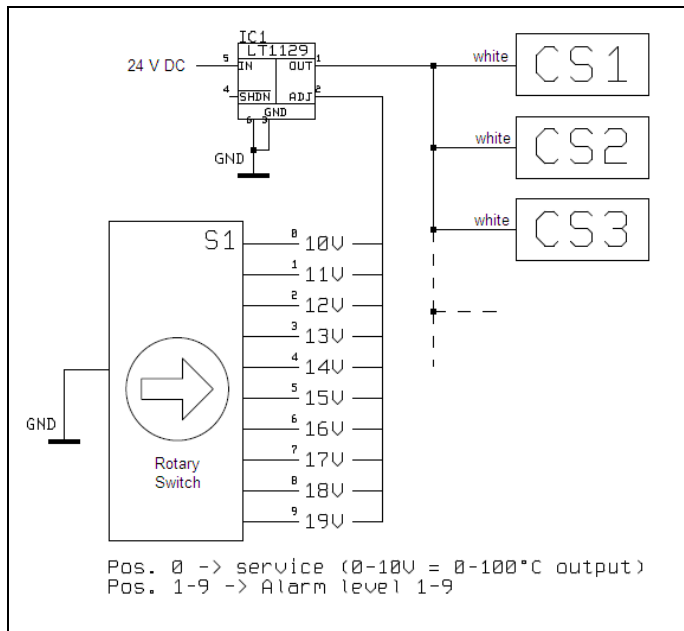 IC1
LT1129
24 V DC
5
IN
OUT
1
4
SHDN
ADJ
2
GND
6
3
GND
white
CS1
white
CS2
white
CS3
S1
0
10V
1
11V
2
12V
3
13V
4
14V
5
15V
6
16V
7
17V
8
18V
9
19V
GND
Rotary
Switch
Pos. 0 -> service (0-10V = 0-100°C output)
Pos. 1-9 -> Alarm level 1-9